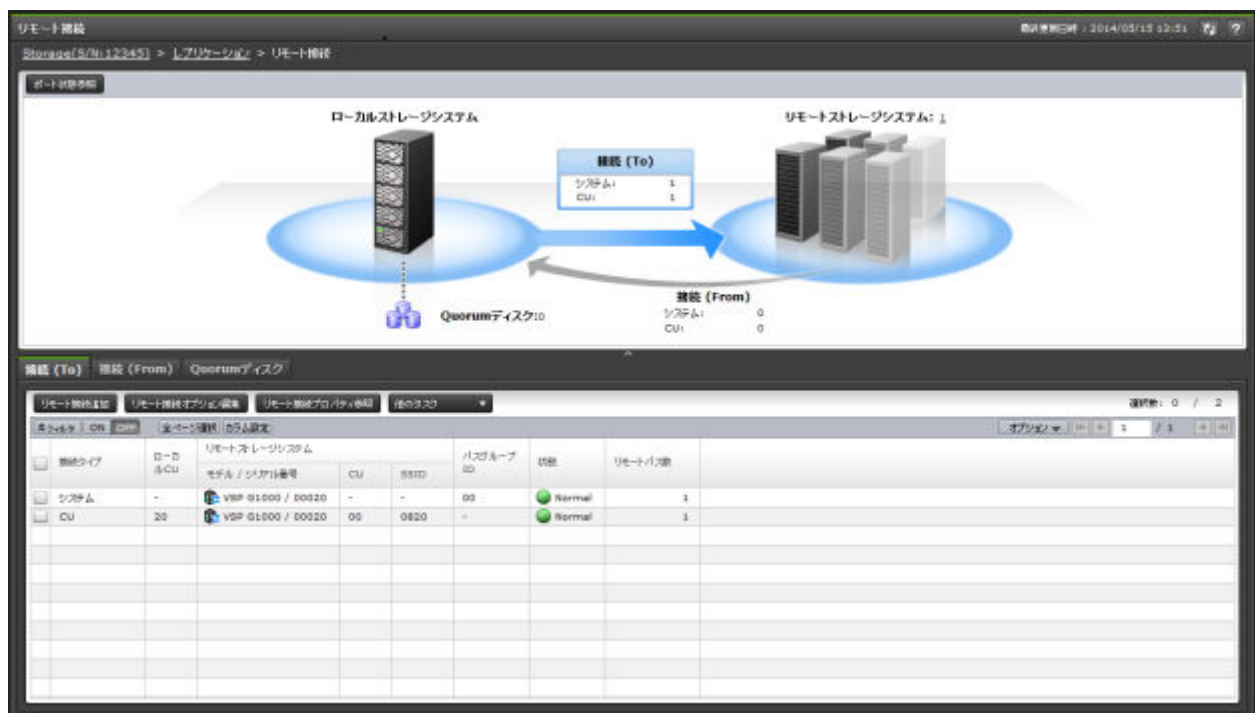 リモート接続
最終更新日時 : 2014/05/15 13:51
Storage(S/N:12345) > レプリケーション > リモート接続
ポート状態参照
ローカルストレージシステム
リモートストレージシステム: 1
接続 (To)
システム: 1
CU: 1
接続 (From)
システム: 0
CU: 0
Quorumディスク:0
接続 (To) 接続 (From) Quorumディスク
リモート接続追加 リモート接続オプション編集 リモート接続プロパティ参照 他のタスク
選択数: 0 / 2
フィルタ ON OFF 全ページ選択 カラム設定
オプション 1 / 1
接続タイプ ローカルCU リモートストレージシステム パスグループID 状態 リモートパス数
モデル / シリアル番号 CU SSID
システム - VSP G1000 / 00020 - - 00 Normal 1
CU 20 VSP G1000 / 00020 00 0820 - Normal 1